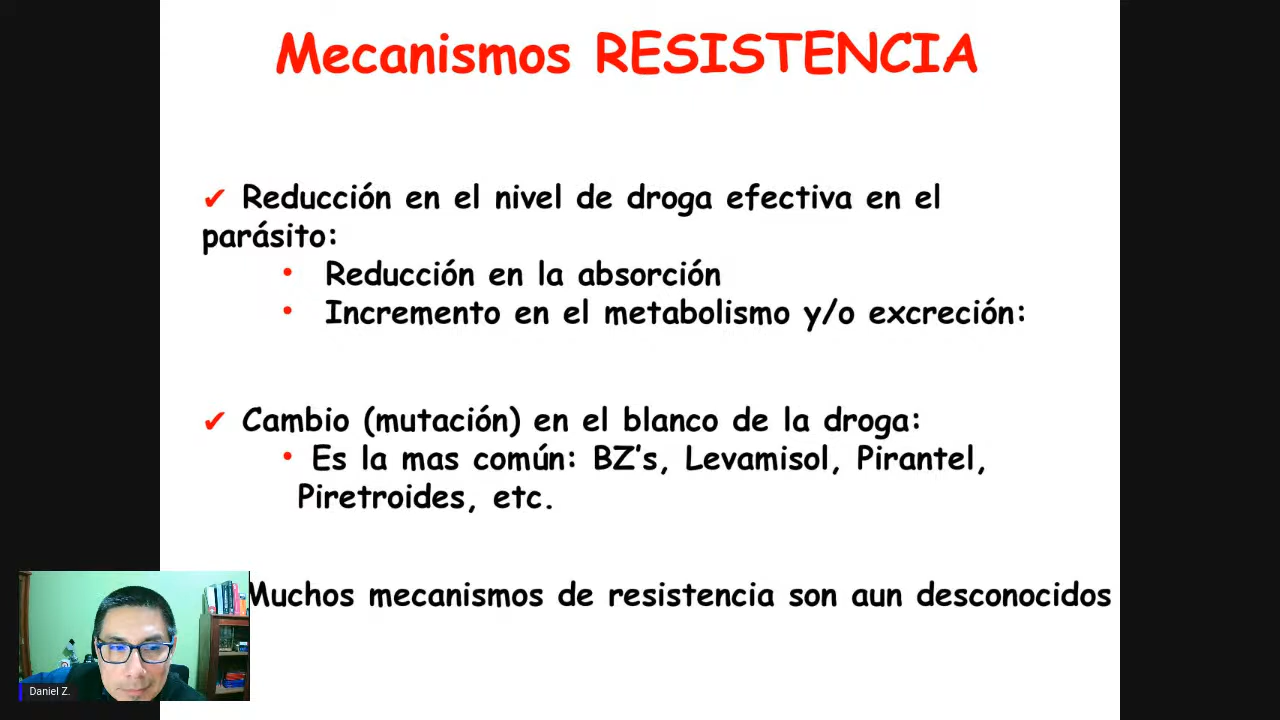 Mecanismos RESISTENCIA
✔ Reducción en el nivel de droga efectiva en el
parásito:
• Reducción en la absorción
• Incremento en el metabolismo y/o excreción:
✔ Cambio (mutación) en el blanco de la droga:
• Es la mas común: BZ’s, Levamisol, Pirantel,
Piretroides, etc.
Muchos mecanismos de resistencia son aun desconocidos
Daniel Z.